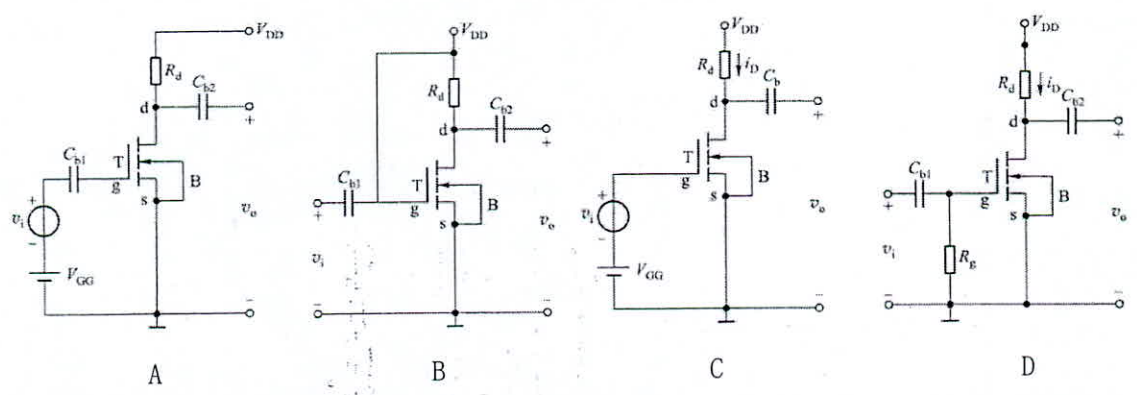 V_DD
R_d
C_b2
d
+
C_b1
T
g
B
s
+
v_i
−
V_GG
v_o
−
A
V_DD
R_d
C_b2
d
+
C_b1
T
g
B
s
+
v_i
v_o
−
−
B
V_DD
R_d
i_D
C_b
d
+
T
g
B
s
+
v_i
−
V_GG
v_o
−
C
V_DD
R_d
i_D
C_b2
d
+
C_b1
T
g
B
s
+
v_i
R_g
v_o
−
−
D